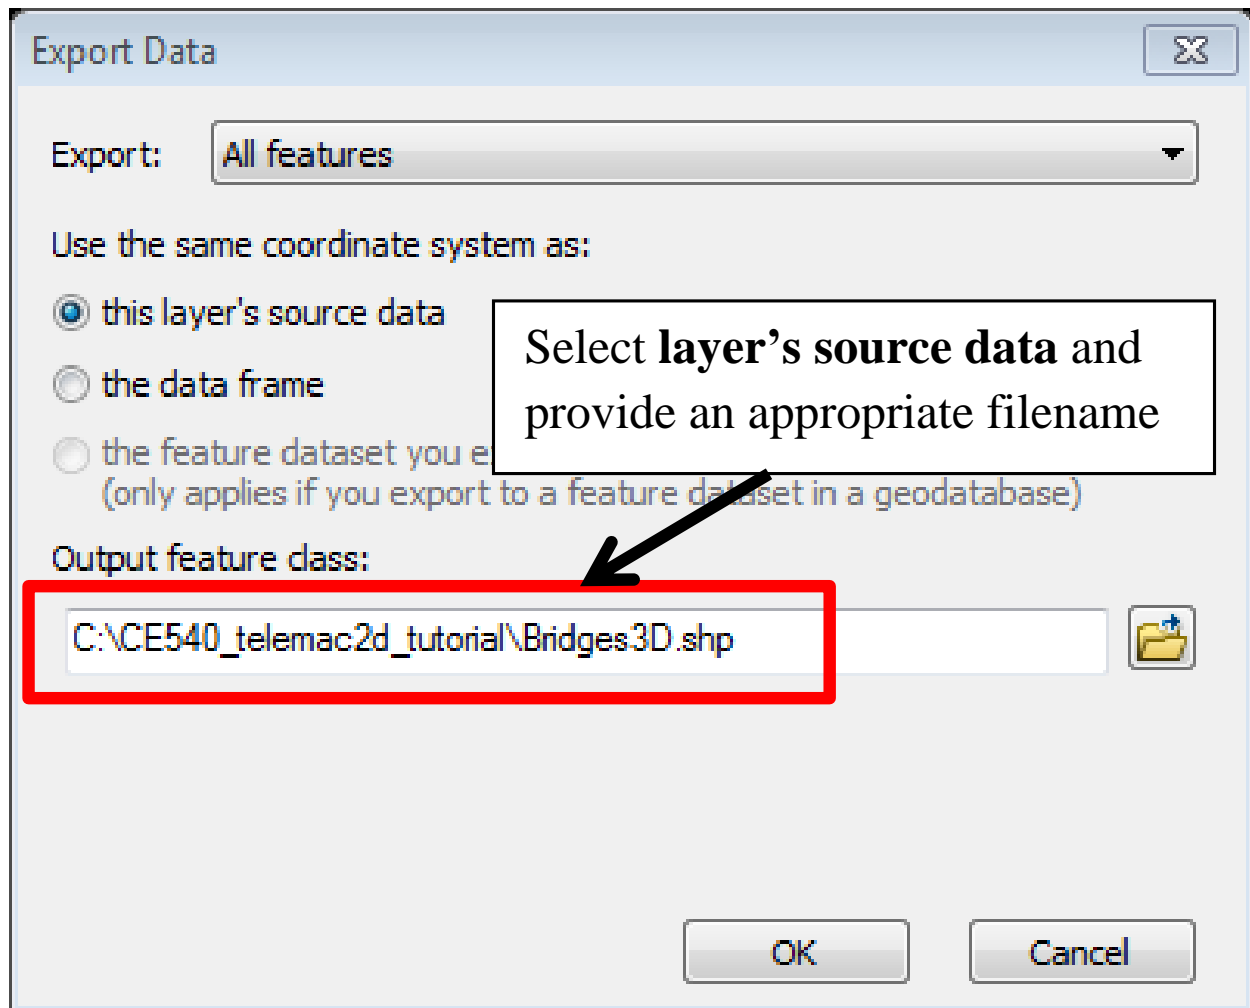 Export Data
Export: All features
Use the same coordinate system as:
this layer's source data
the data frame
the feature dataset you
(only applies if you export to a feature dataset in a geodatabase)
Select layer’s source data and
provide an appropriate filename
Output feature class:
C:\CE540_telemac2d_tutorial\Bridges3D.shp
OK
Cancel